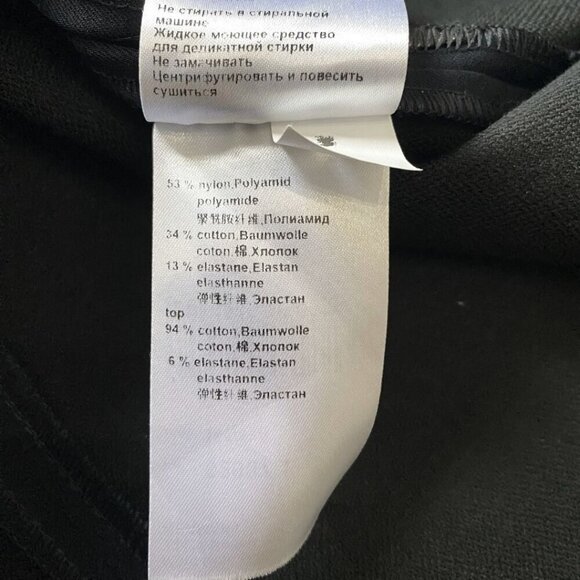 Не стирать в стиральной
машине
Жидкое моющее средство
для деликатной стирки
Не замачивать
Центрифугировать и повесить
сушиться
53 % nylon,Polyamid
polyamide
聚酰胺纤维,Полиамид
34 % cotton,Baumwolle
coton,棉,Хлопок
13 % elastane,Elastan
elasthanne
弹性纤维,Эластан
top
94 % cotton,Baumwolle
coton,棉,Хлопок
6 % elastane,Elastan
elasthanne
弹性纤维,Эластан